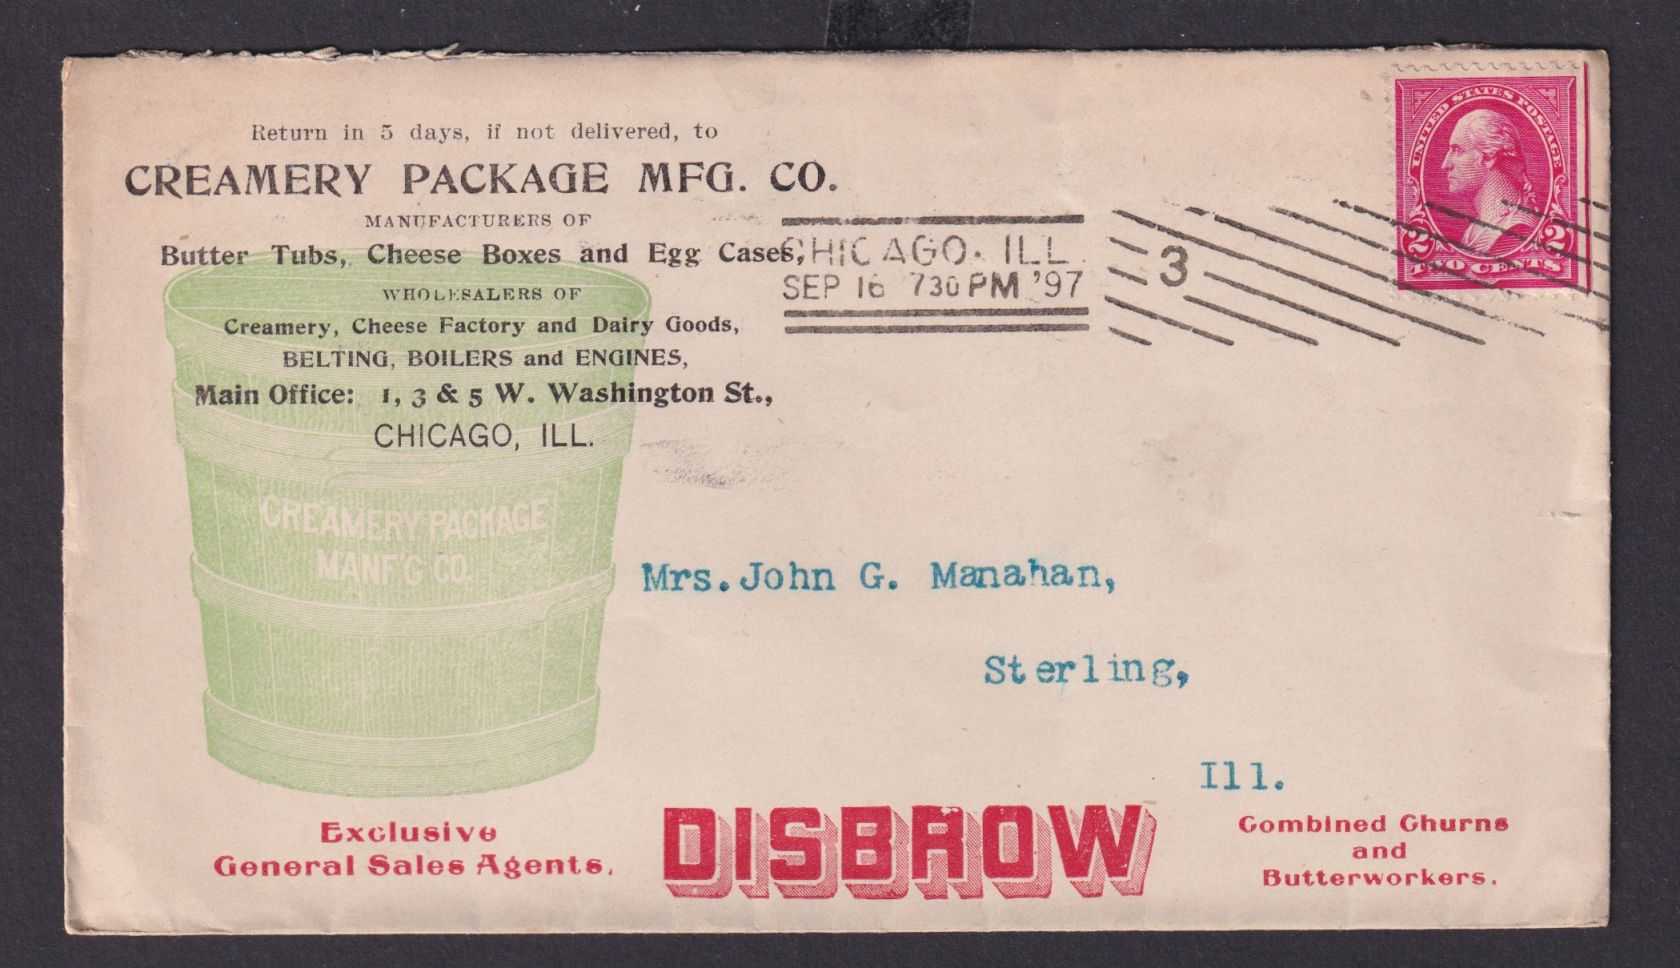 Return in 5 days, if not delivered, to
CREAMERY PACKAGE MFG. CO.
MANUFACTURERS OF
Butter Tubs, Cheese Boxes and Egg Cases,
WHOLESALERS OF
Creamery, Cheese Factory and Dairy Goods,
BELTING, BOILERS and ENGINES,
Main Office: 1, 3 & 5 W. Washington St.,
CHICAGO, ILL.
CREAMERY PACKAGE
MANF'G CO.
CHICAGO. ILL.
SEP 16 730 PM '97
3
UNITED STATES POSTAGE
2 2
TWO CENTS
Mrs. John G. Manahan,
Sterling,
Ill.
Exclusive
General Sales Agents.
DISBROW
Combined Churns
and
Butterworkers.